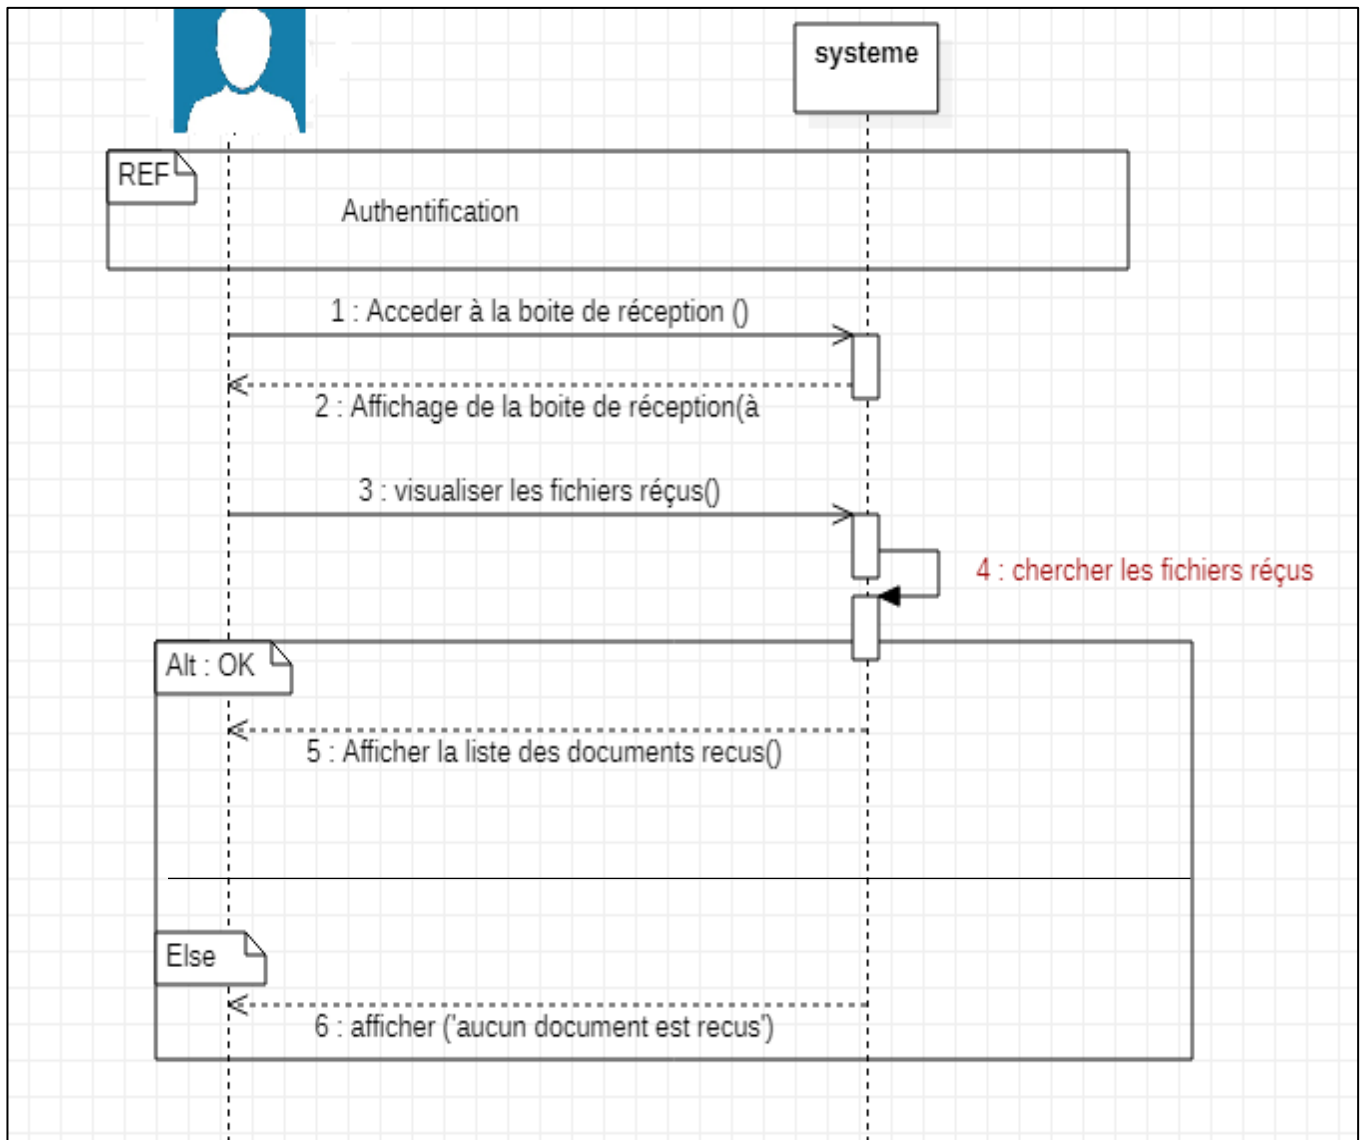 systeme
REF
Authentification
1 : Acceder à la boite de réception ()
2 : Affichage de la boite de réception(à
3 : visualiser les fichiers réçus()
4 : chercher les fichiers réçus
Alt : OK
5 : Afficher la liste des documents recus()
Else
6 : afficher ('aucun document est recus')